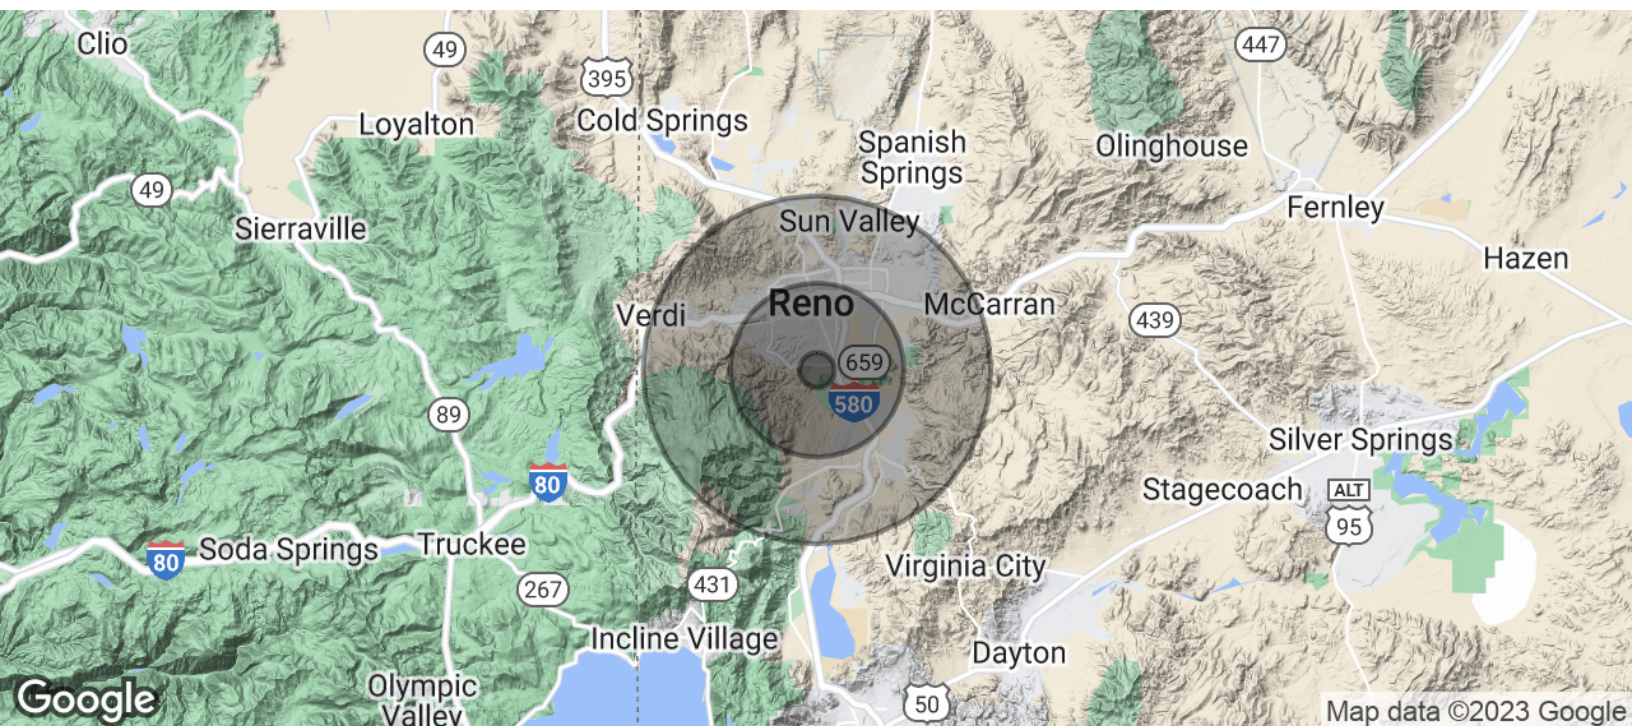 Clio
49
395
447
Loyalton
Cold Springs
Spanish
Springs
Olinghouse
49
Sierraville
Sun Valley
Fernley
Hazen
Verdi
Reno
McCarran
439
659
580
89
80
Silver Springs
Stagecoach
ALT
95
Soda Springs
Truckee
80
267
431
Virginia City
Incline Village
Dayton
Olympic
Valley
50
Google
Map data ©2023 Google